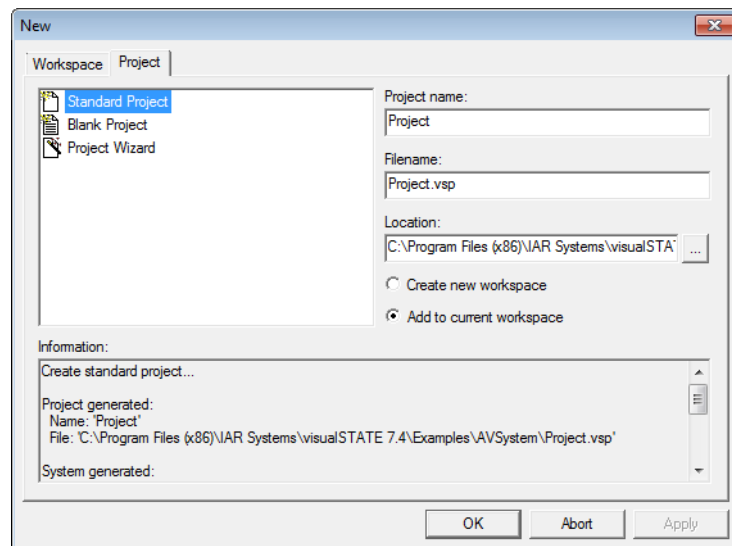 New
Workspace Project
Standard Project
Blank Project
Project Wizard
Project name:
Project
Filename:
Project.vsp
Location:
C:\Program Files (x86)\IAR Systems\visualSTA
...
Create new workspace
Add to current workspace
Information:
Create standard project...
Project generated:
Name: 'Project'
File: 'C:\Program Files (x86)\IAR Systems\visualSTATE 7.4\Examples\AVSystem\Project.vsp'
System generated:
OK Abort Apply